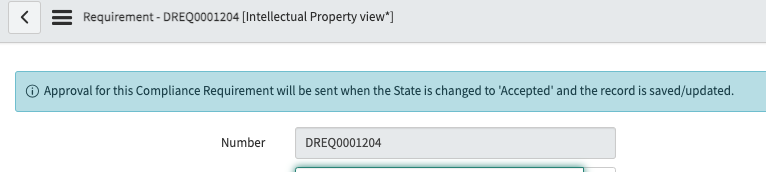 Requirement - DREQ0001204 [Intellectual Property view*]
Approval for this Compliance Requirement will be sent when the State is changed to 'Accepted' and the record is saved/updated.
Number
DREQ0001204